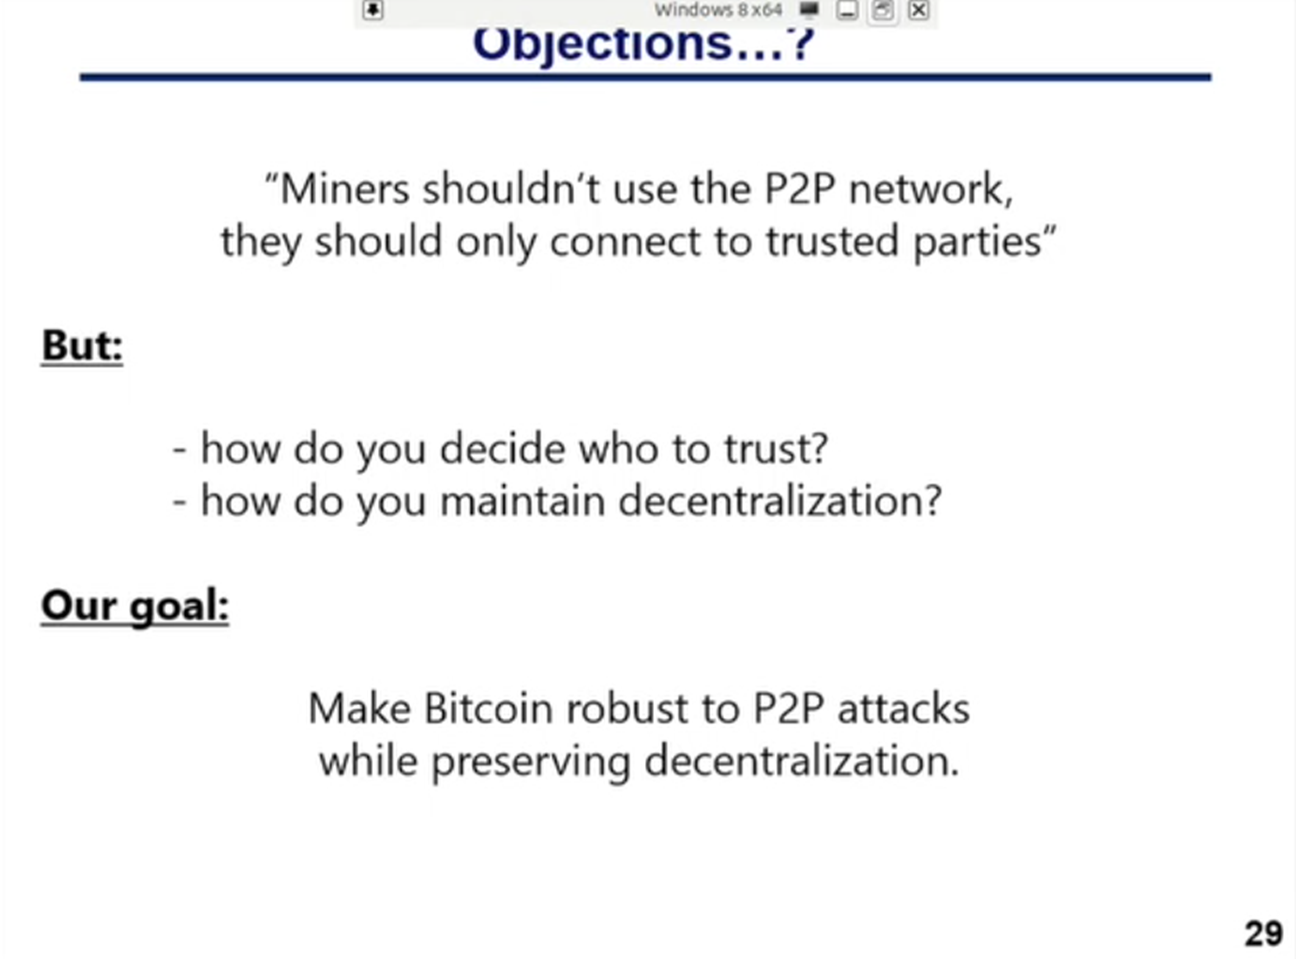 Windows 8 x64
Objections...?
"Miners shouldn't use the P2P network,
they should only connect to trusted parties"
But:
- how do you decide who to trust?
- how do you maintain decentralization?
Our goal:
Make Bitcoin robust to P2P attacks
while preserving decentralization.
29